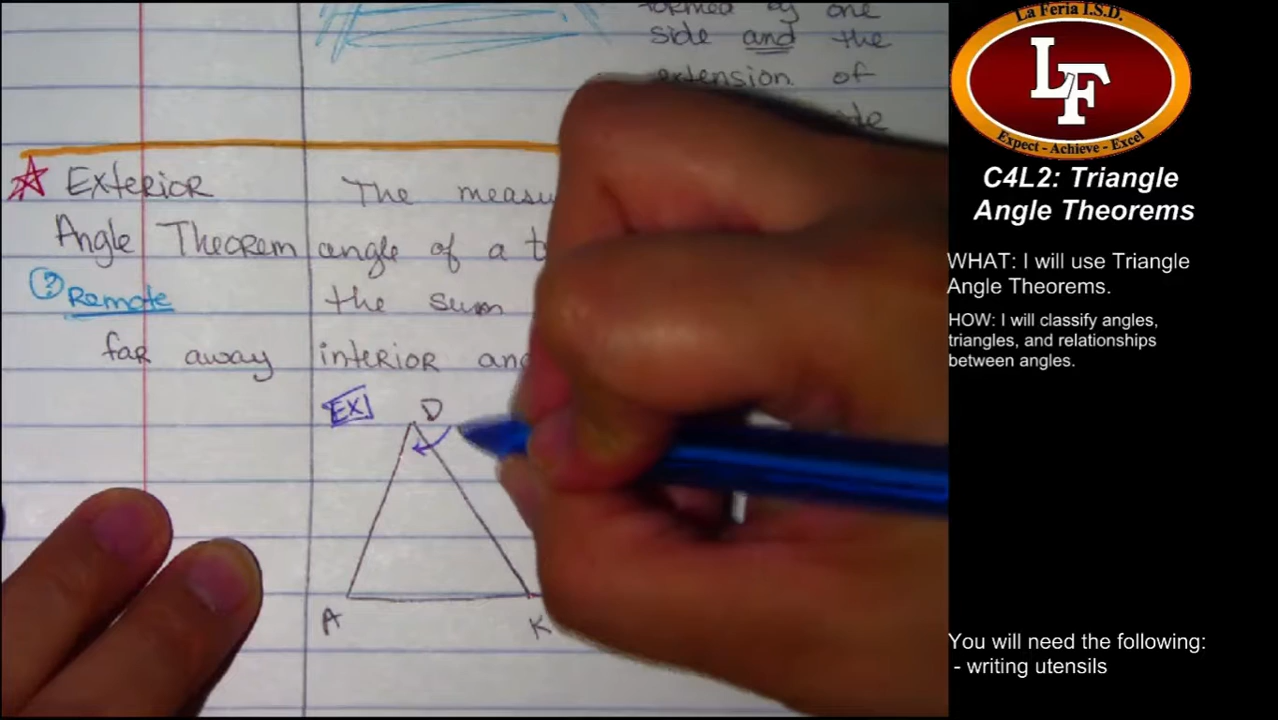 formed by one
side and the
extension of
Exterior
Angle Theorem
? Remote
far away
The
angle of a
the sum
interior
EX
D
A
K
La Feria I.S.D.
LF
Expect - Achieve - Excel
C4L2: Triangle
Angle Theorems
WHAT: I will use Triangle
Angle Theorems.
HOW: I will classify angles,
triangles, and relationships
between angles.
You will need the following:
- writing utensils